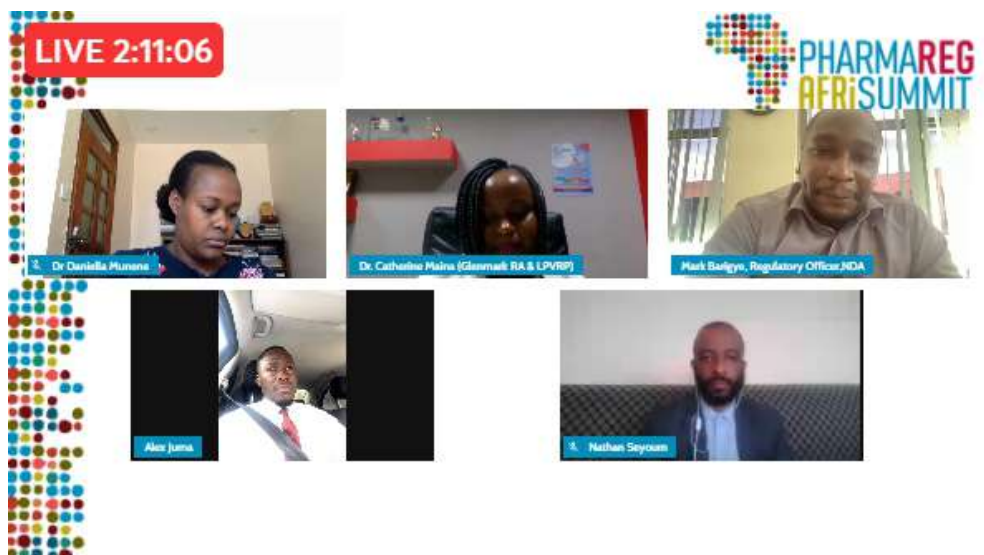 LIVE 2:11:06
PHARMAREG
AFRiSUMMIT
Dr Daniella Munene
Dr. Catherine Maina (Glenmark RA & LPVRP)
Mark Barigye, Regulatory Officer,NDA
Alex Juma
Nathan Seyoum